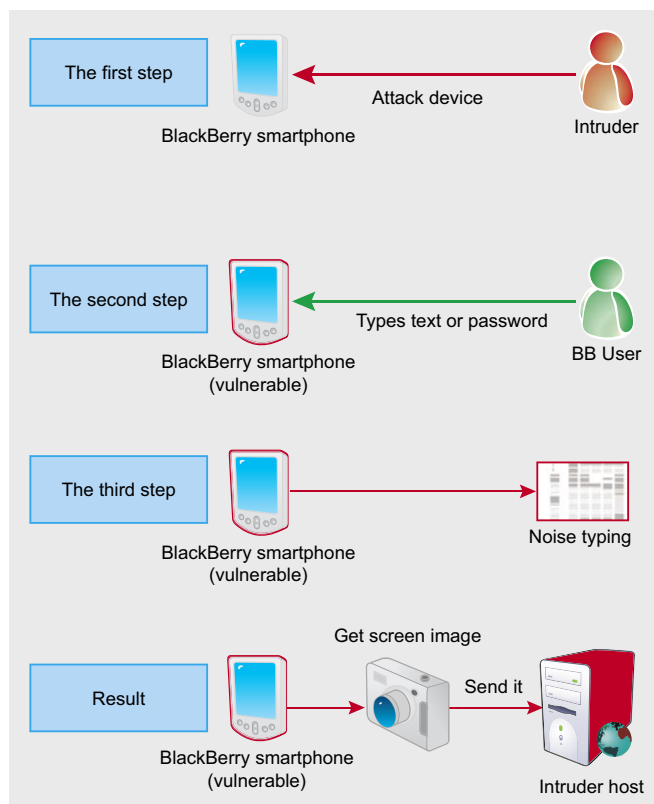 The first step
Attack device
BlackBerry smartphone
Intruder
The second step
Types text or password
BlackBerry smartphone
(vulnerable)
BB User
The third step
BlackBerry smartphone
(vulnerable)
Noise typing
Get screen image
Result
Send it
BlackBerry smartphone
(vulnerable)
Intruder host